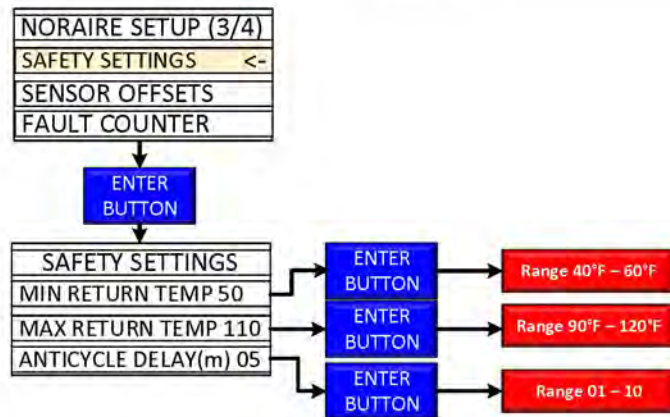 NORAIRE SETUP (3/4)
SAFETY SETTINGS <-
SENSOR OFFSETS
FAULT COUNTER
ENTER
BUTTON
SAFETY SETTINGS
MIN RETURN TEMP 50
MAX RETURN TEMP 110
ANTICYCLE DELAY(m) 05
ENTER
BUTTON
Range 40°F – 60°F
ENTER
BUTTON
Range 90°F – 120°F
ENTER
BUTTON
Range 01 – 10